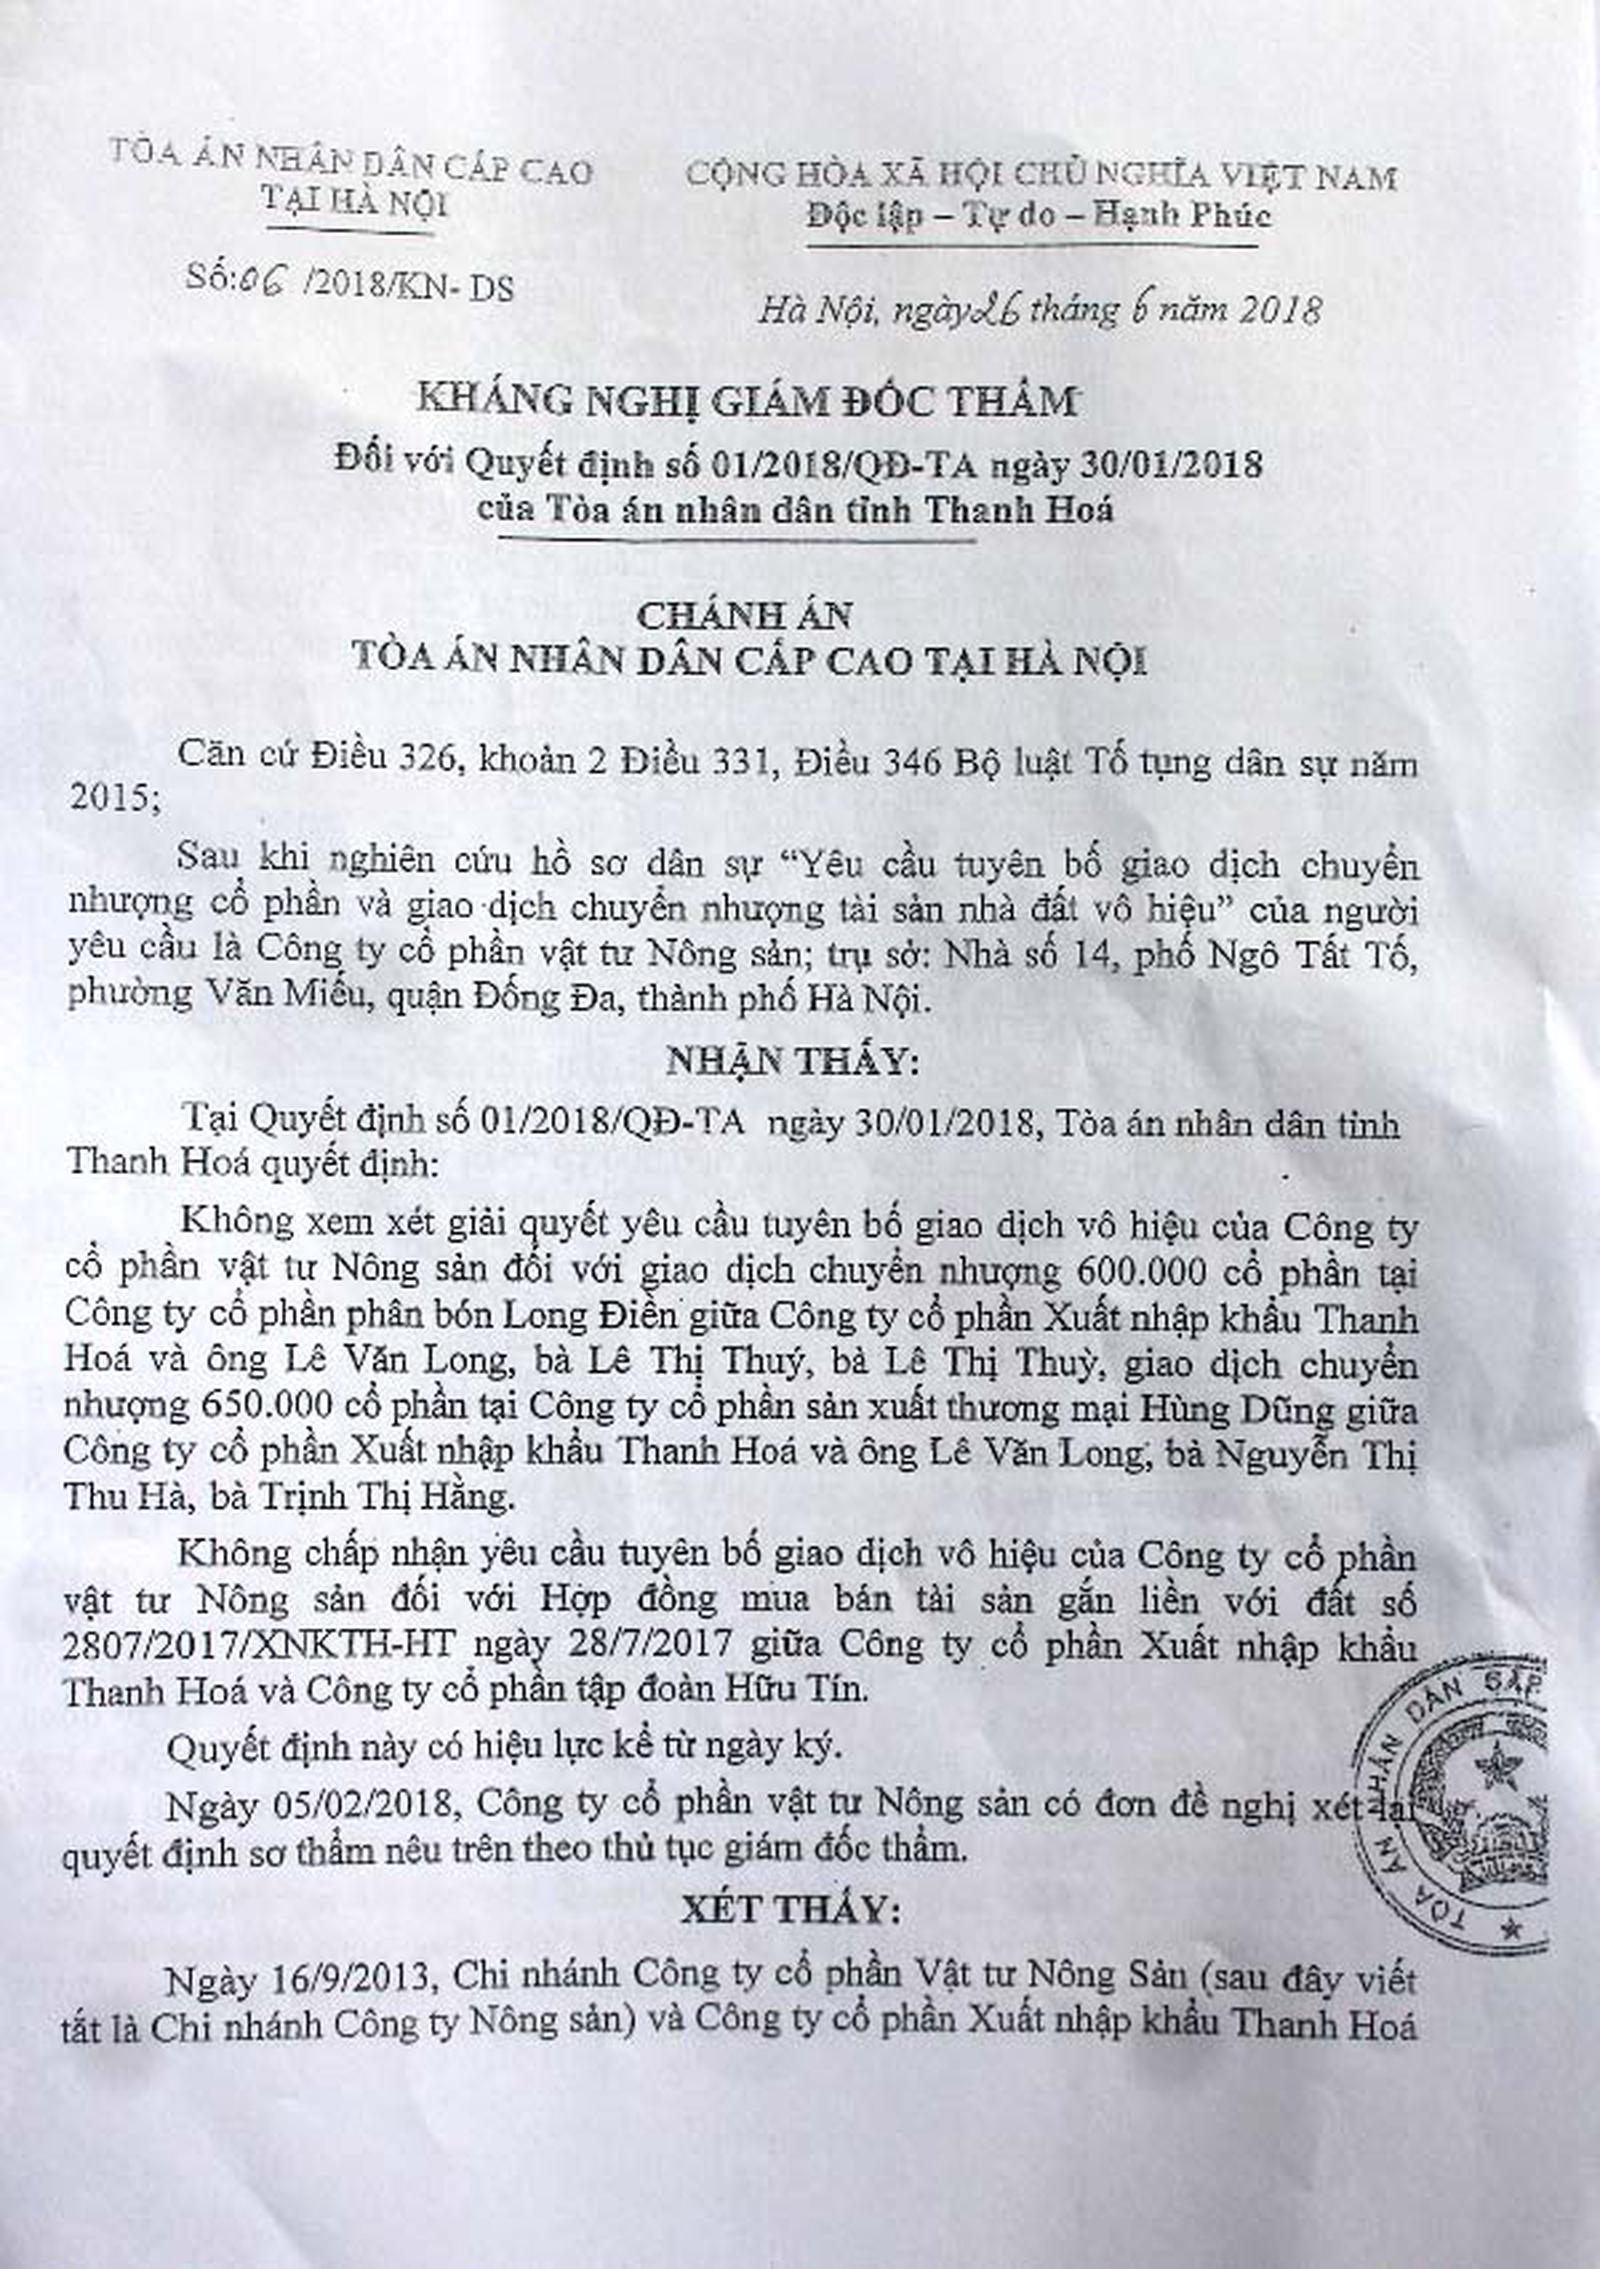 TÒA ÁN NHÂN DÂN CẤP CAO
TẠI HÀ NỘI
CỘNG HÒA XÃ HỘI CHỦ NGHĨA VIỆT NAM
Độc lập – Tự do – Hạnh Phúc
Số:06 /2018/KN- DS
Hà Nội, ngày 26 tháng 6 năm 2018
KHÁNG NGHỊ GIÁM ĐỐC THẨM
Đối với Quyết định số 01/2018/QĐ-TA ngày 30/01/2018
của Tòa án nhân dân tỉnh Thanh Hoá
CHÁNH ÁN
TÒA ÁN NHÂN DÂN CẤP CAO TẠI HÀ NỘI
Căn cứ Điều 326, khoản 2 Điều 331, Điều 346 Bộ luật Tố tụng dân sự năm
2015;
Sau khi nghiên cứu hồ sơ dân sự “Yêu cầu tuyên bố giao dịch chuyển
nhượng cổ phần và giao dịch chuyển nhượng tài sản nhà đất vô hiệu” của người
yêu cầu là Công ty cổ phần vật tư Nông sản; trụ sở: Nhà số 14, phố Ngô Tất Tố,
phường Văn Miếu, quận Đống Đa, thành phố Hà Nội.
NHẬN THẤY:
Tại Quyết định số 01/2018/QĐ-TA ngày 30/01/2018, Tòa án nhân dân tỉnh
Thanh Hoá quyết định:
Không xem xét giải quyết yêu cầu tuyên bố giao dịch vô hiệu của Công ty
cổ phần vật tư Nông sản đối với giao dịch chuyển nhượng 600.000 cổ phần tại
Công ty cổ phần phân bón Long Điền giữa Công ty cổ phần Xuất nhập khẩu Thanh
Hoá và ông Lê Văn Long, bà Lê Thị Thuý, bà Lê Thị Thuỳ, giao dịch chuyển
nhượng 650.000 cổ phần tại Công ty cổ phần sản xuất thương mại Hùng Dũng giữa
Công ty cổ phần Xuất nhập khẩu Thanh Hoá và ông Lê Văn Long, bà Nguyễn Thị
Thu Hà, bà Trịnh Thị Hằng.
Không chấp nhận yêu cầu tuyên bố giao dịch vô hiệu của Công ty cổ phần
vật tư Nông sản đối với Hợp đồng mua bán tài sản gắn liền với đất số
2807/2017/XNKTH-HT ngày 28/7/2017 giữa Công ty cổ phần Xuất nhập khẩu
Thanh Hoá và Công ty cổ phần tập đoàn Hữu Tín.
Quyết định này có hiệu lực kể từ ngày ký.
Ngày 05/02/2018, Công ty cổ phần vật tư Nông sản có đơn đề nghị xét lại
quyết định sơ thẩm nêu trên theo thủ tục giám đốc thẩm.
TÒA ÁN NHÂN DÂN CẤP
XÉT THẤY:
Ngày 16/9/2013, Chi nhánh Công ty cổ phần Vật tư Nông Sản (sau đây viết
tắt là Chi nhánh Công ty Nông sản) và Công ty cổ phần Xuất nhập khẩu Thanh Hoá